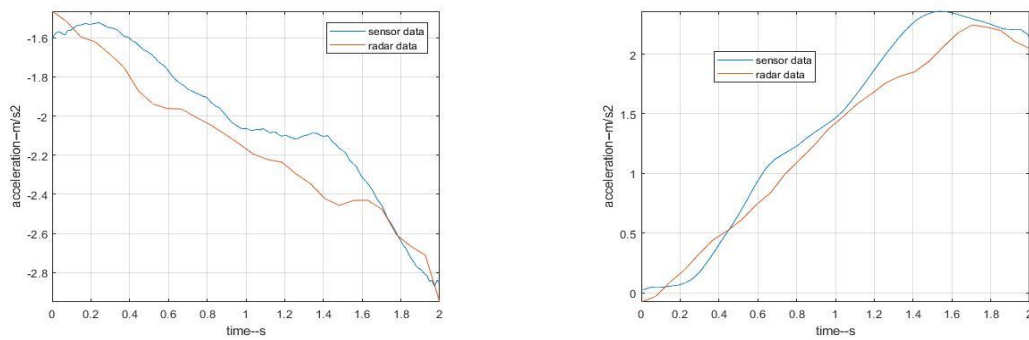 -1.6
-1.8
-2
-2.2
-2.4
-2.6
-2.8
acceleration--m/s2
sensor data
radar data
0 0.2 0.4 0.6 0.8 1 1.2 1.4 1.6 1.8 2
time--s
2
1.5
1
0.5
0
acceleration--m/s2
sensor data
radar data
0 0.2 0.4 0.6 0.8 1 1.2 1.4 1.6 1.8 2
time--s